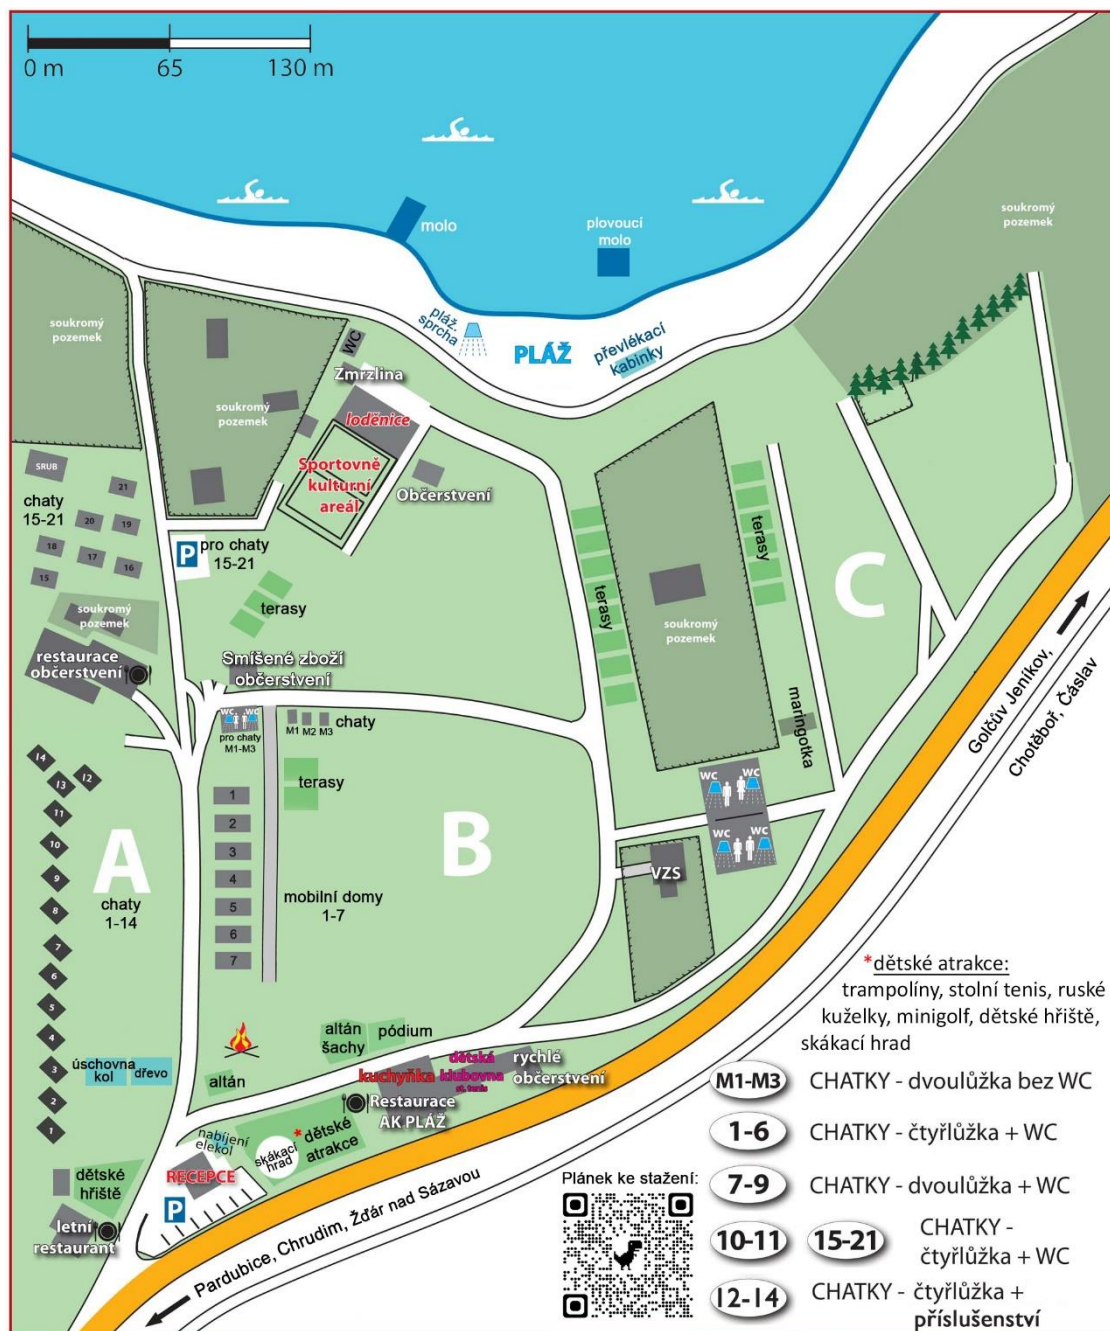 0 m 65 130 m
molo
plovoucí
molo
soukromý
pozemek
pláž.
sprcha
PLÁŽ
převlékací
kabinky
soukromý
pozemek
WC
Zmrzlina
loděnice
soukromý
pozemek
Sportovně
kulturní
areál
Občerstvení
SRUB
chaty
15-21
21
20
19
18
17
16
15
P
pro chaty
15-21
terasy
soukromý
pozemek
restaurace
občerstvení
Smíšené zboží
občerstvení
WC WC
pro chaty
M1-M3
M1 M2 M3
chaty
terasy
terasy
terasy
soukromý
pozemek
C
maringotka
WC WC
WC WC
VZS
Golčův Jeníkov,
Chotěboř, Čáslav
14
13
12
11
10
9
8
7
6
5
4
3
2
1
A
chaty
1-14
1
2
3
4
5
6
7
B
mobilní domy
1-7
úschovna
kol
dřevo
altán
altán
šachy
pódium
kuchyňka
dětská
klubovna
st. tenis
rychlé
občerstvení
Restaurace
AK PLÁŽ
nabíjení
elekol
skákací
hrad
* dětské
atrakce
RECEPCE
P
dětské
hřiště
letní
restaurant
Pardubice, Chrudim, Žďár nad Sázavou
*dětské atrakce:
trampolíny, stolní tenis, ruské
kuželky, minigolf, dětské hřiště,
skákací hrad
M1-M3 CHATKY - dvoulůžka bez WC
1-6 CHATKY - čtyřlůžka + WC
7-9 CHATKY - dvoulůžka + WC
10-11 15-21 CHATKY -
čtyřlůžka + WC
12-14 CHATKY - čtyřlůžka +
příslušenství
Plánek ke stažení: